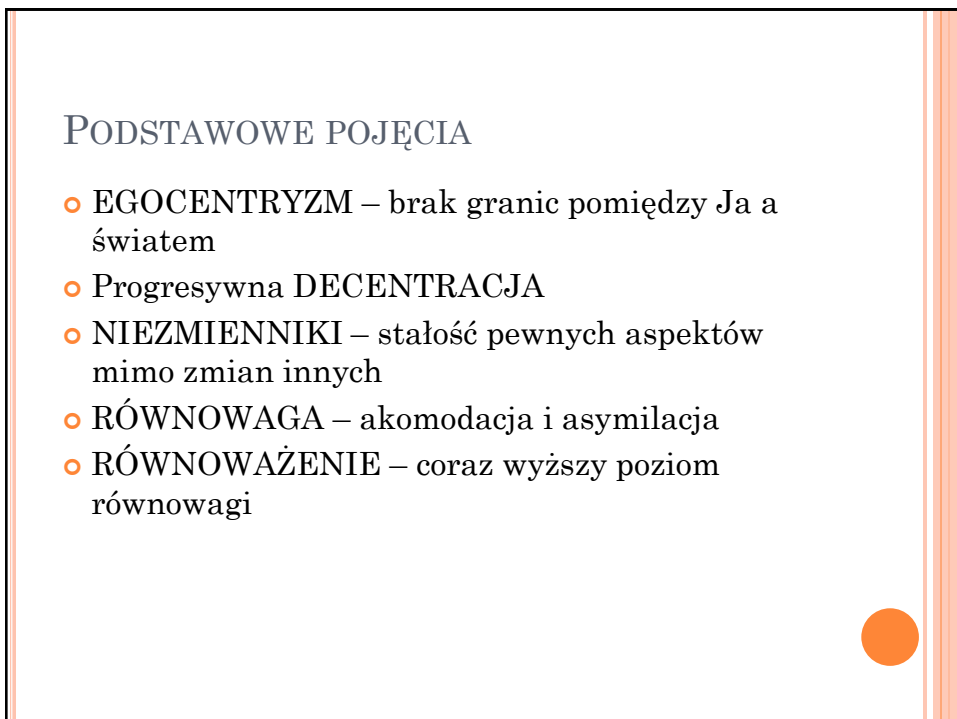 PODSTAWOWE POJĘCIA
EGOCENTRYZM – brak granic pomiędzy Ja a
światem
Progresywna DECENTRACJA
NIEZMIENNIKI – stałość pewnych aspektów
mimo zmian innych
RÓWNOWAGA – akomodacja i asymilacja
RÓWNOWAŻENIE – coraz wyższy poziom
równowagi